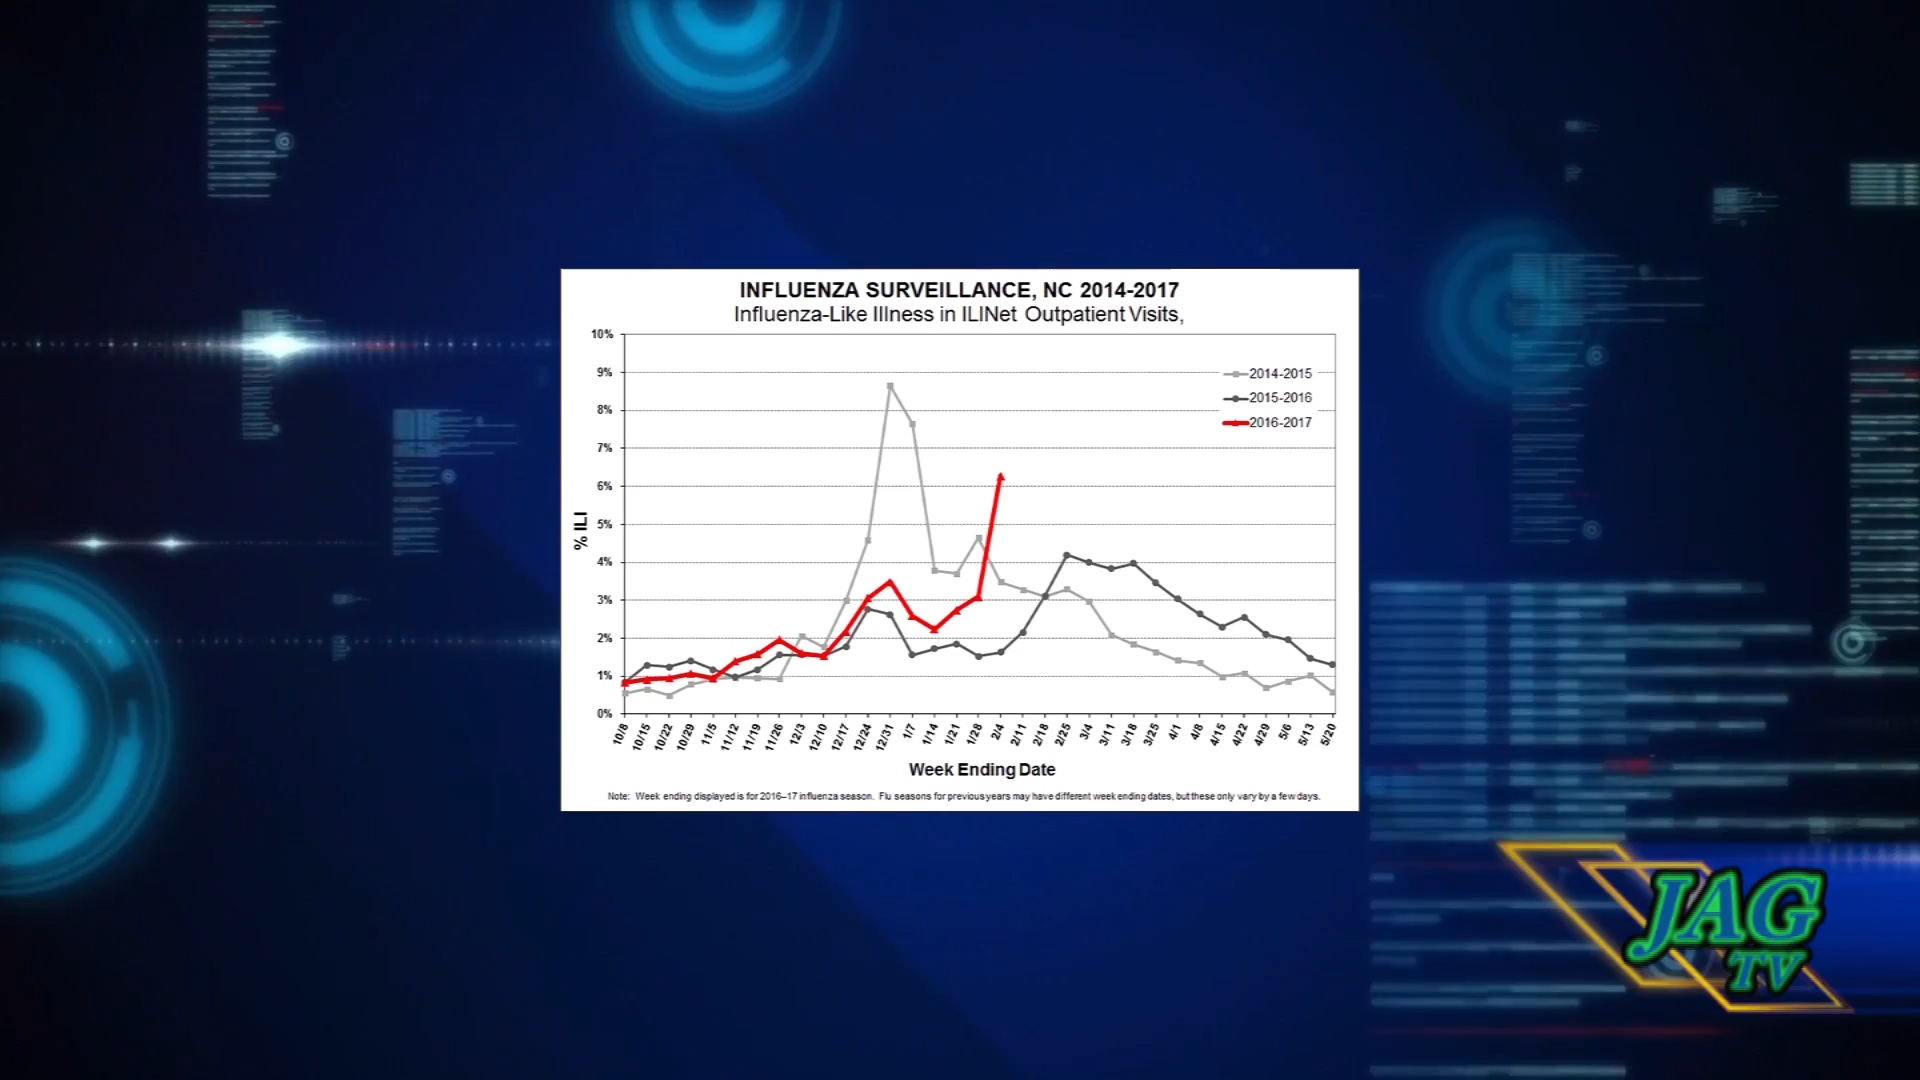 INFLUENZA SURVEILLANCE, NC 2014-2017
Influenza-Like Illness in ILINet Outpatient Visits,
10%
9%
8%
7%
6%
5%
4%
3%
2%
1%
0%
% ILI
2014-2015
2015-2016
2016-2017
10/8 10/15 10/22 10/29 11/5 11/12 11/19 11/26 12/3 12/10 12/17 12/24 12/31 1/7 1/14 1/21 1/28 2/4 2/11 2/18 2/25 3/4 3/11 3/18 3/25 4/1 4/8 4/15 4/22 4/29 5/6 5/13 5/20
Week Ending Date
Note: Week ending displayed is for 2016–17 influenza season. Flu seasons for previous years may have different week ending dates, but these only vary by a few days.
JAG
TV